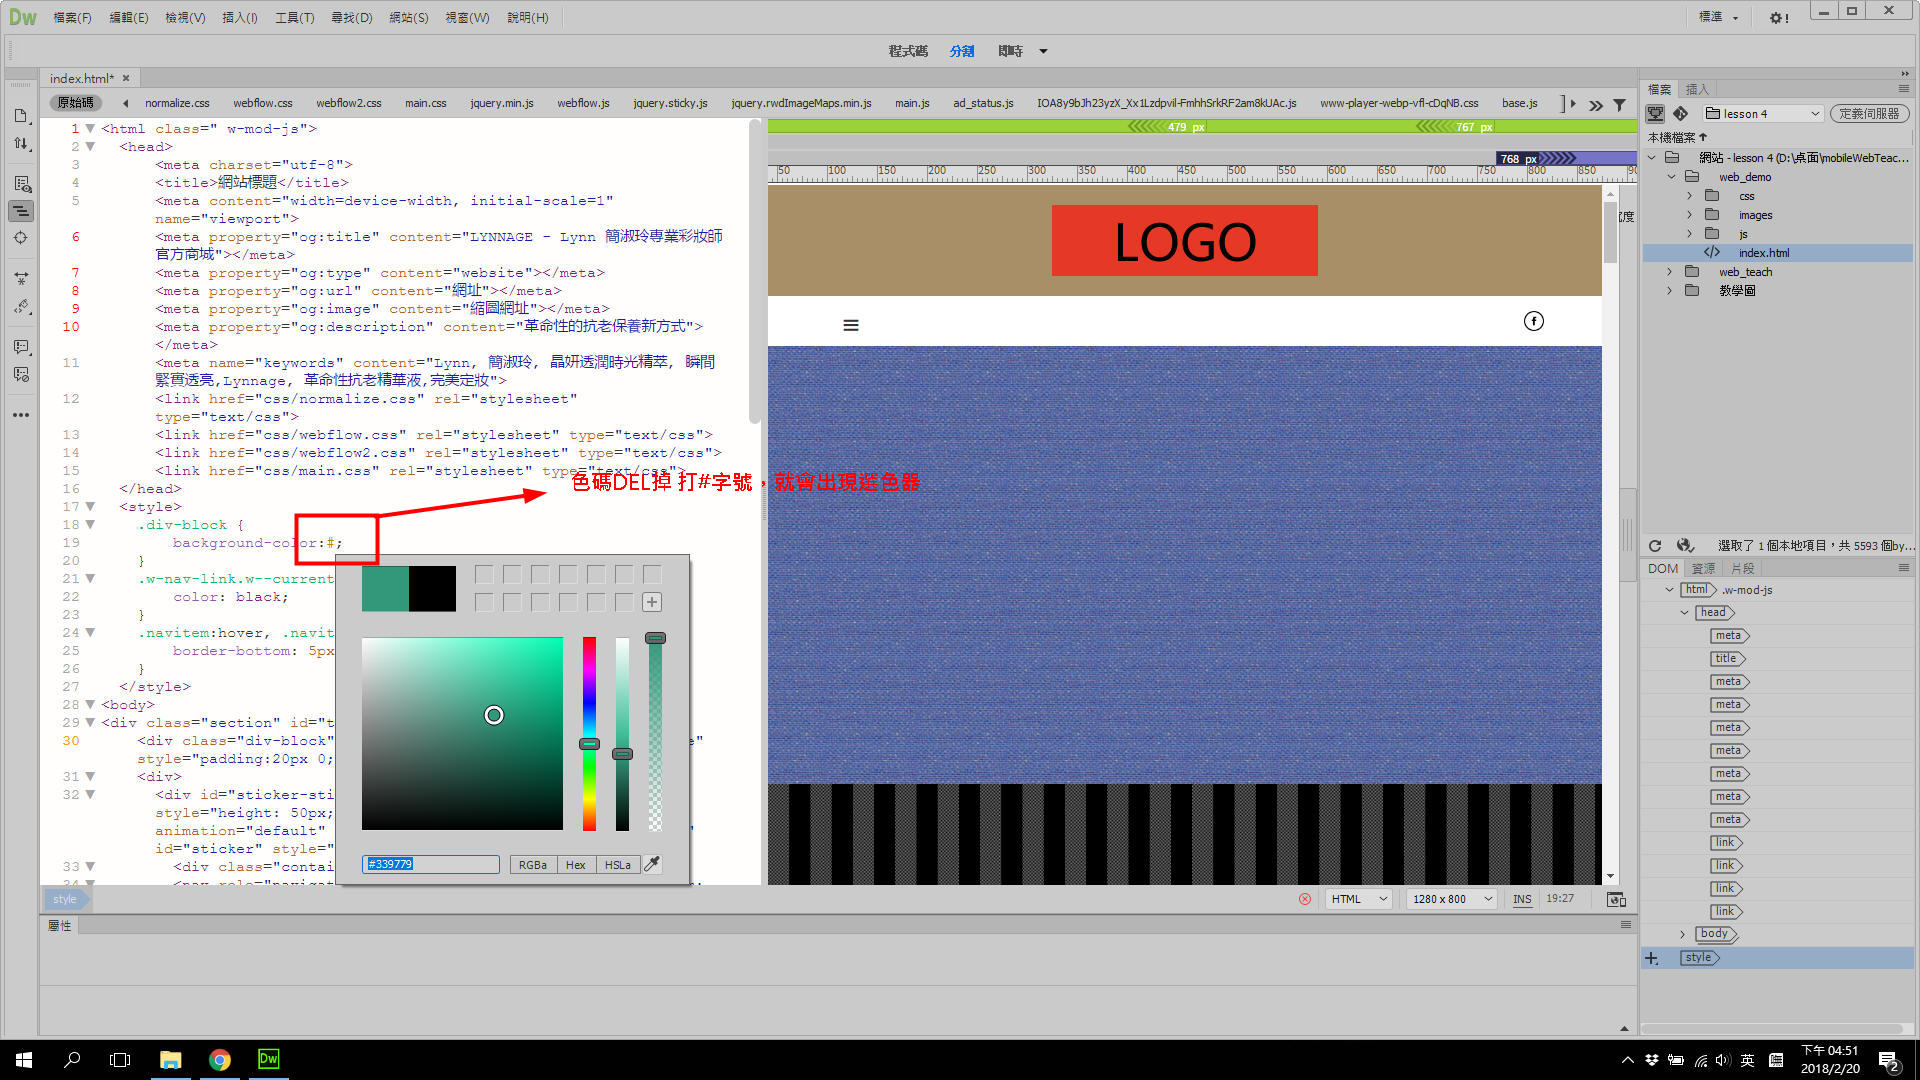 Dw 檔案(F) 編輯(E) 檢視(V) 插入(I) 工具(T) 尋找(D) 網站(S) 視窗(W) 說明(H) 標準
程式碼 分割 即時
index.html*
原始碼 normalize.css webflow.css webflow2.css main.css jquery.min.js webflow.js jquery.sticky.js jquery.rwdImageMaps.min.js main.js ad_status.js IOA8y9bJh23yzX_Xx1Lzdpvil-FmhhSrkRF2am8kUAc.js www-player-webp-vfl-cDqNB.css base.js
1 <html class=" w-mod-js">
2 <head>
3 <meta charset="utf-8">
4 <title>網站標題</title>
5 <meta content="width=device-width, initial-scale=1"
name="viewport">
6 <meta property="og:title" content="LYNNAGE - Lynn 簡淑玲專業彩妝師
官方商城"></meta>
7 <meta property="og:type" content="website"></meta>
8 <meta property="og:url" content="網址"></meta>
9 <meta property="og:image" content="縮圖網址"></meta>
10 <meta property="og:description" content="革命性的抗老保養新方式">
</meta>
11 <meta name="keywords" content="Lynn, 簡淑玲, 晶妍透潤時光精萃, 瞬間
緊實透亮,Lynnage, 革命性抗老精華液,完美定妝">
12 <link href="css/normalize.css" rel="stylesheet"
type="text/css">
13 <link href="css/webflow.css" rel="stylesheet" type="text/css">
14 <link href="css/webflow2.css" rel="stylesheet" type="text/css">
15 <link href="css/main.css" rel="stylesheet" type="text/css">
色碼DEL掉 打#字號，就會出現選色器
16 </head>
17 <style>
18 .div-block {
19 background-color:#;
20 }
21 .w-nav-link.w--current
22 color: black;
23 }
24 .navitem:hover, .navit
25 border-bottom: 5px
26 }
27 </style>
28 <body>
29 <div class="section" id="t
30 <div class="div-block"
style="padding:20px 0;
31 <div>
32 <div id="sticker-sti
style="height: 50px;
animation="default"
id="sticker" style="
33 <div class="contai
34 <nav role="navigat
#339779 RGBa Hex HSLa
479 px 767 px
768 px
50 100 150 200 250 300 350 400 450 500 550 600 650 700 750 800 850 90
LOGO
style HTML 1280 x 800 INS 19:27
屬性
檔案 插入
lesson 4 定義伺服器
本機檔案
網站 - lesson 4 (D:\桌面\mobileWebTeac...
web_demo
css
images
js
index.html
web_teach
教學圖
選取了 1 個本地項目，共 5593 個by...
DOM 資源 片段
html .w-mod-js
head
meta
title
meta
meta
meta
meta
meta
meta
meta
link
link
link
link
body
style
Dw
英
下午 04:51
2018/2/20
2